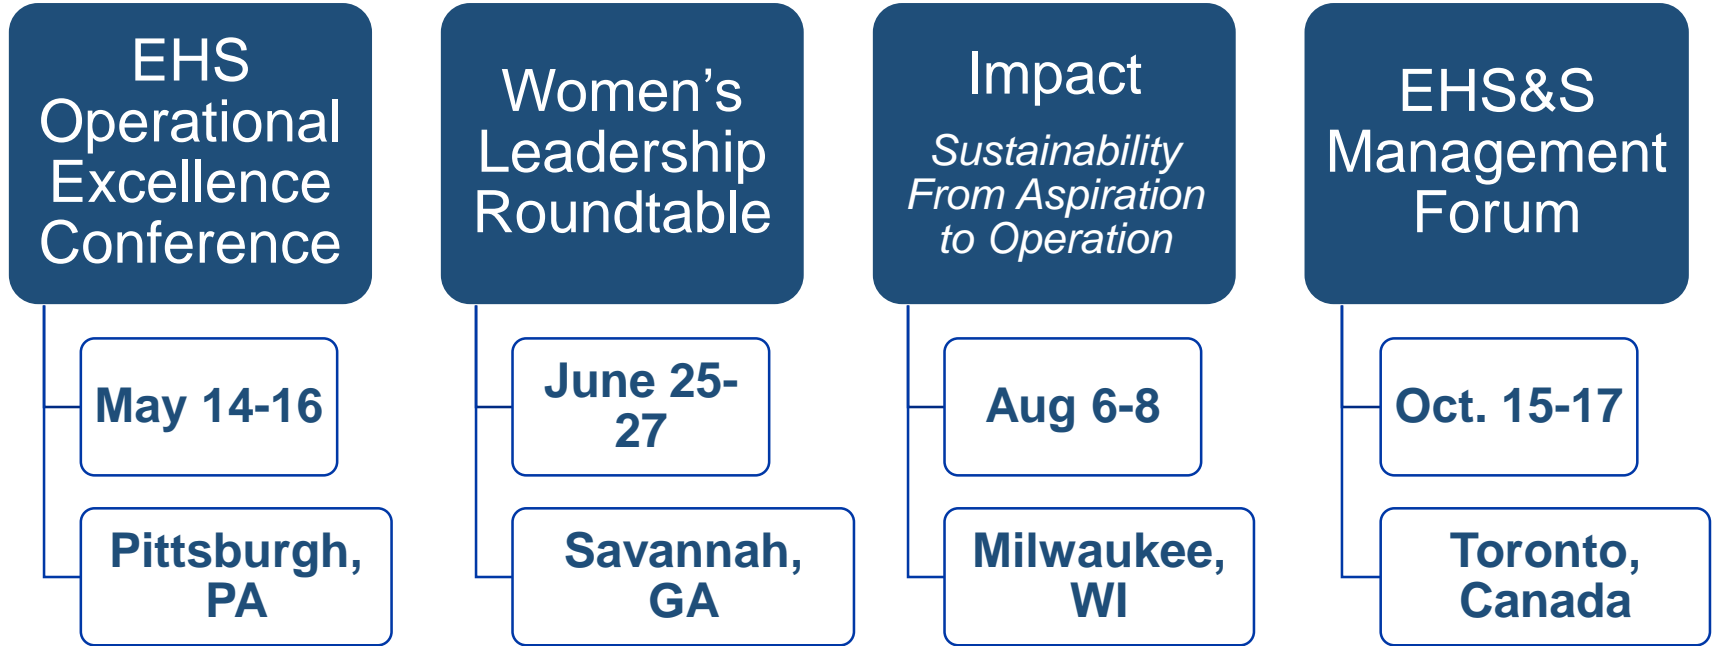 EHS
Operational
Excellence
Conference
May 14-16
Pittsburgh,
PA
Women’s
Leadership
Roundtable
June 25-
27
Savannah,
GA
Impact
Sustainability
From Aspiration
to Operation
Aug 6-8
Milwaukee,
WI
EHS&S
Management
Forum
Oct. 15-17
Toronto,
Canada